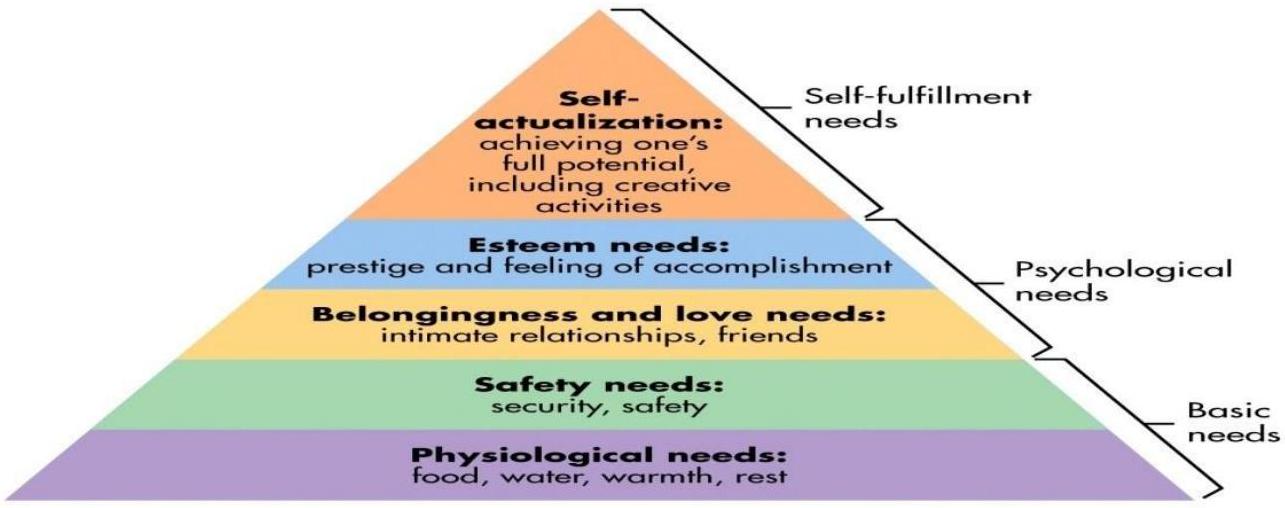 Self-
actualization:
achieving one's
full potential,
including creative
activities
Self-fulfillment
needs
Esteem needs:
prestige and feeling of accomplishment
Psychological
needs
Belongingness and love needs:
intimate relationships, friends
Safety needs:
security, safety
Basic
needs
Physiological needs:
food, water, warmth, rest